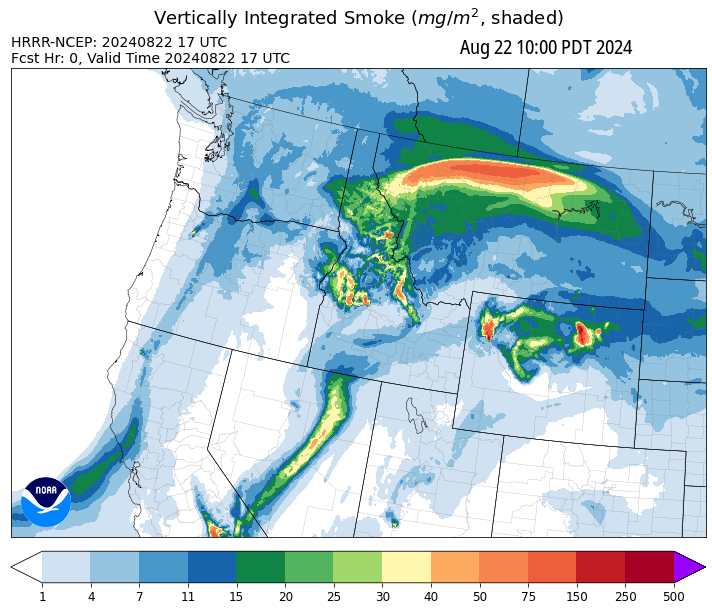 Vertically Integrated Smoke (mg/m², shaded)
HRRR-NCEP: 20240822 17 UTC
Fcst Hr: 0, Valid Time 20240822 17 UTC
Aug 22 10:00 PDT 2024
NOAA
1 4 7 11 15 20 25 30 40 50 75 150 250 500